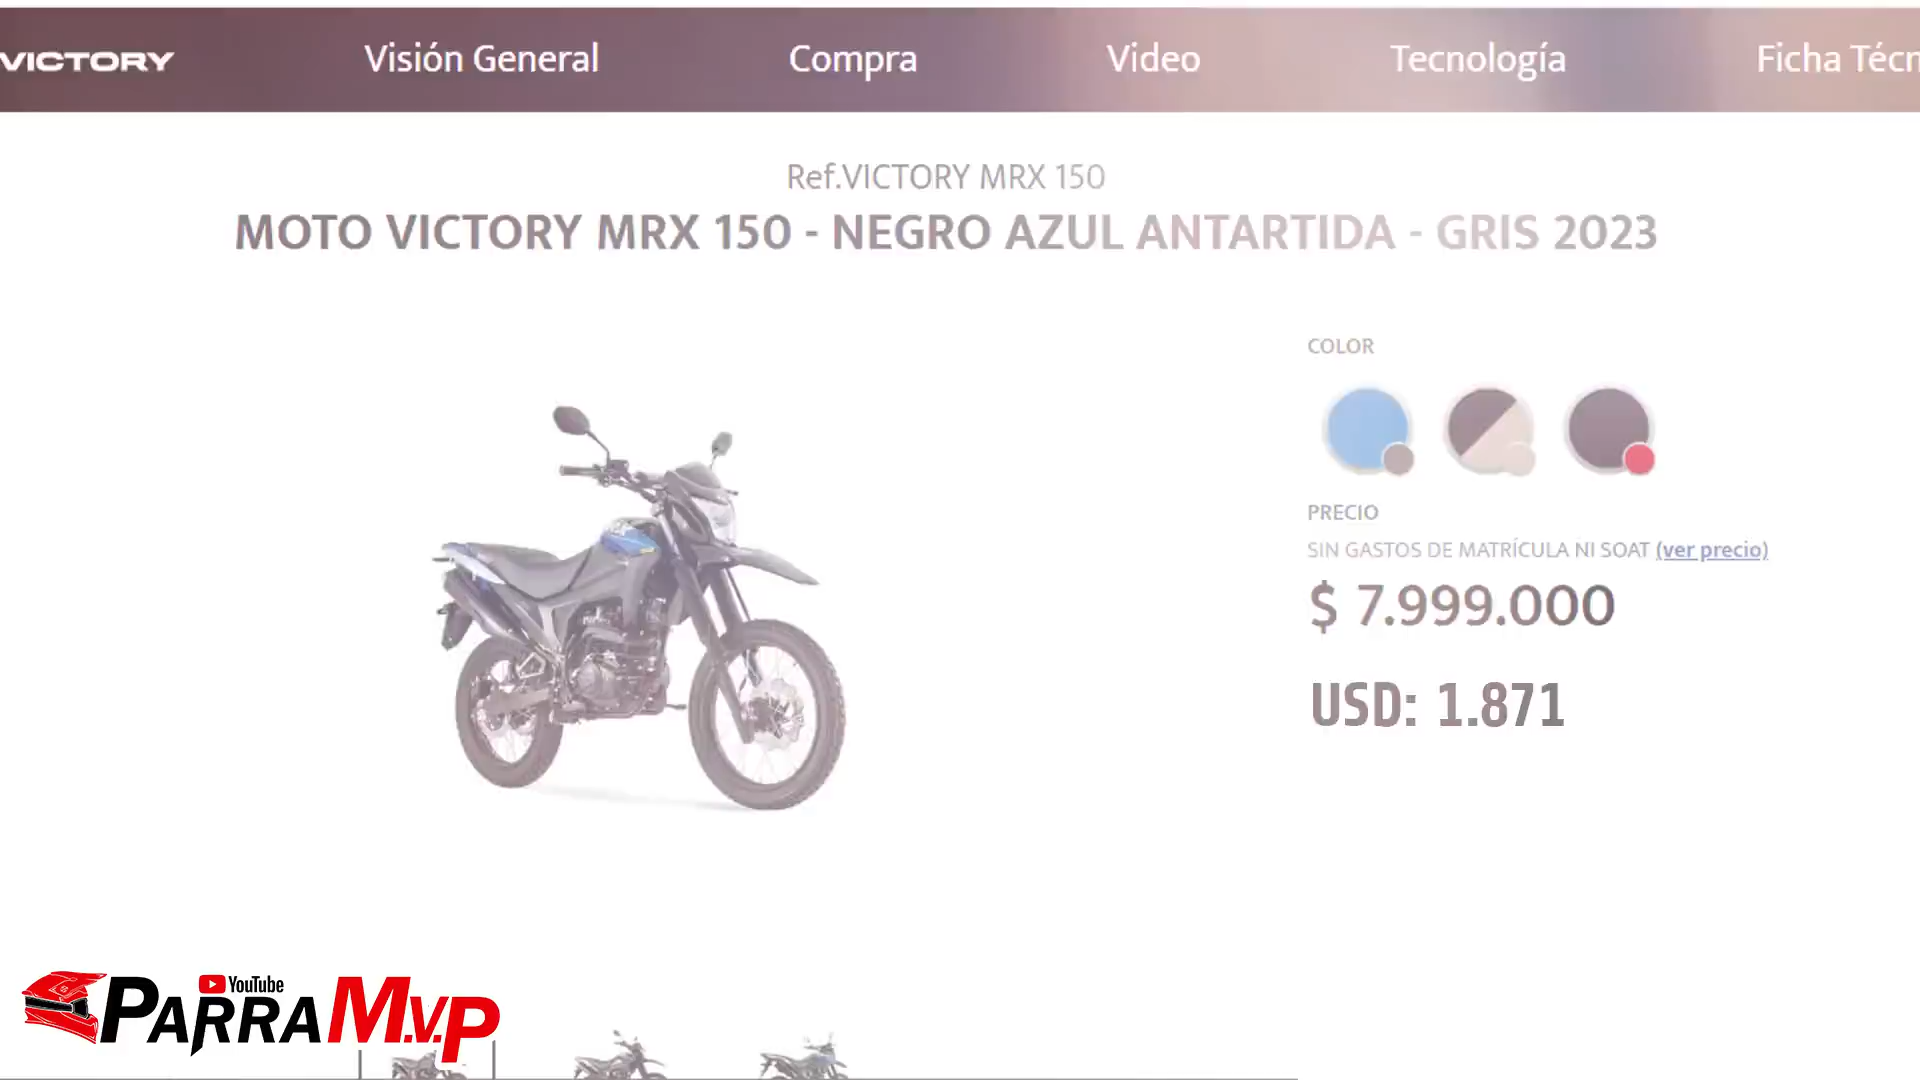 VICTORY
Visión General
Compra
Video
Tecnología
Ficha Técn
Ref.VICTORY MRX 150
MOTO VICTORY MRX 150 - NEGRO AZUL ANTARTIDA - GRIS 2023
COLOR
PRECIO
SIN GASTOS DE MATRÍCULA NI SOAT (ver precio)
$ 7.999.000
USD: 1.871
YouTube
PARRA M.V.P